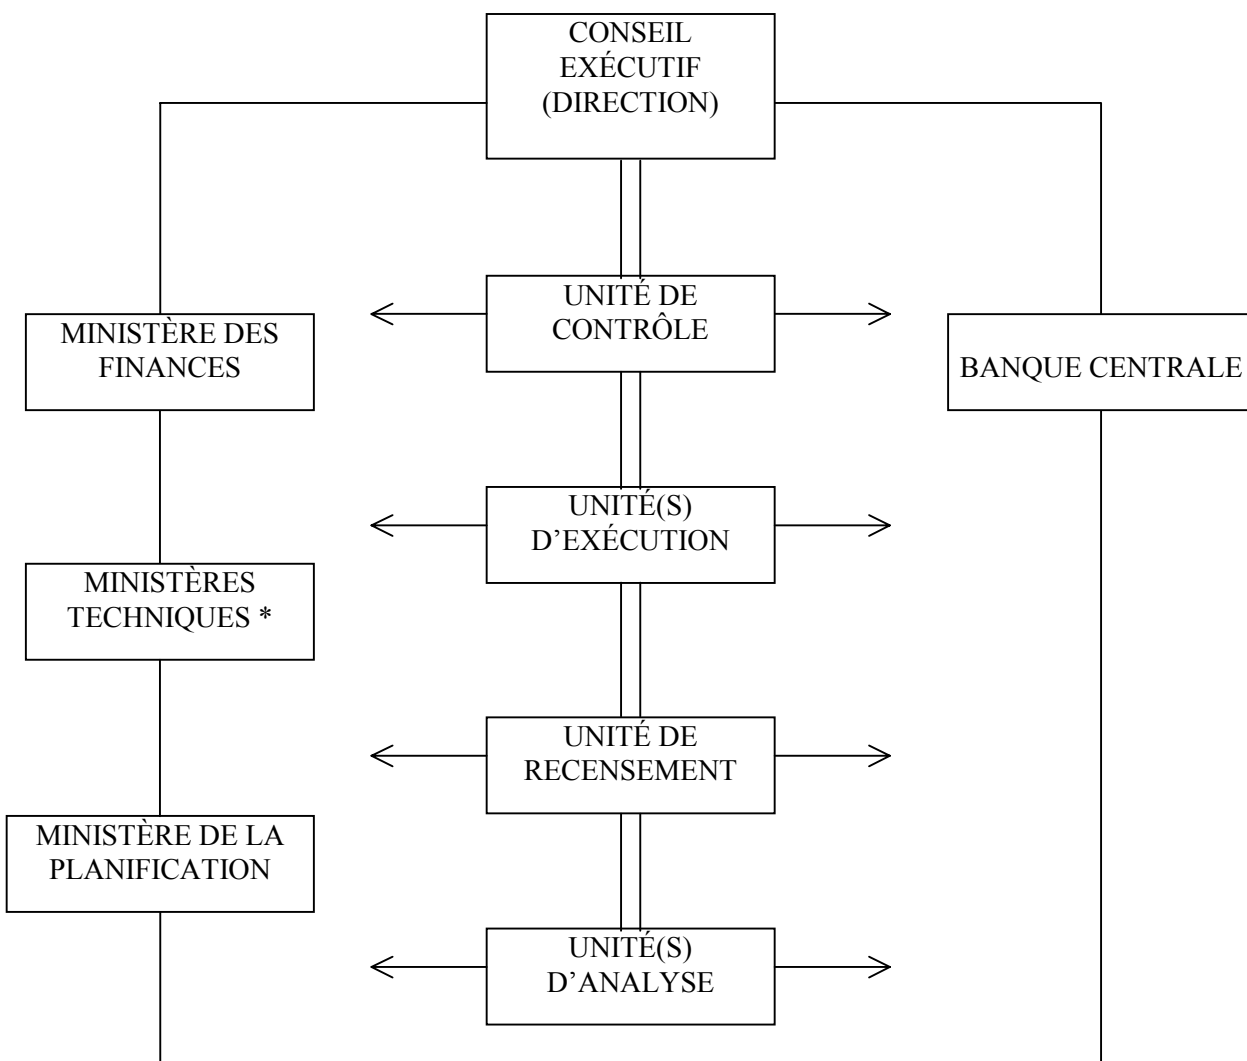 CONSEIL
EXÉCUTIF
(DIRECTION)
UNITÉ DE
CONTRÔLE
MINISTÈRE DES
FINANCES
BANQUE CENTRALE
UNITÉ(S)
D’EXÉCUTION
MINISTÈRES
TECHNIQUES *
UNITÉ DE
RECENSEMENT
MINISTÈRE DE LA
PLANIFICATION
UNITÉ(S)
D’ANALYSE